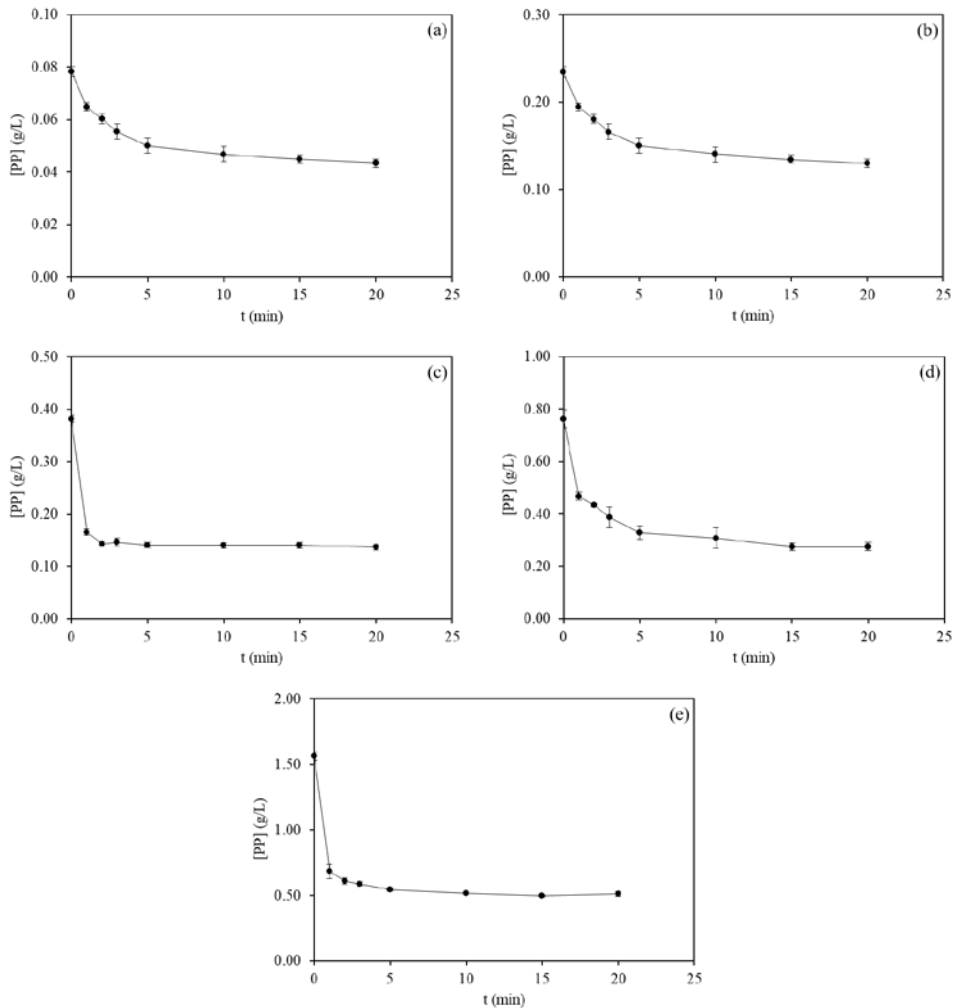 (a)
[PP] (g/L)
0.10
0.08
0.06
0.04
0.02
0.00
0 5 10 15 20 25
t (min)
(b)
[PP] (g/L)
0.30
0.20
0.10
0.00
0 5 10 15 20 25
t (min)
(c)
[PP] (g/L)
0.50
0.40
0.30
0.20
0.10
0.00
0 5 10 15 20 25
t (min)
(d)
[PP] (g/L)
1.00
0.80
0.60
0.40
0.20
0.00
0 5 10 15 20 25
t (min)
(e)
[PP] (g/L)
2.00
1.50
1.00
0.50
0.00
0 5 10 15 20 25
t (min)